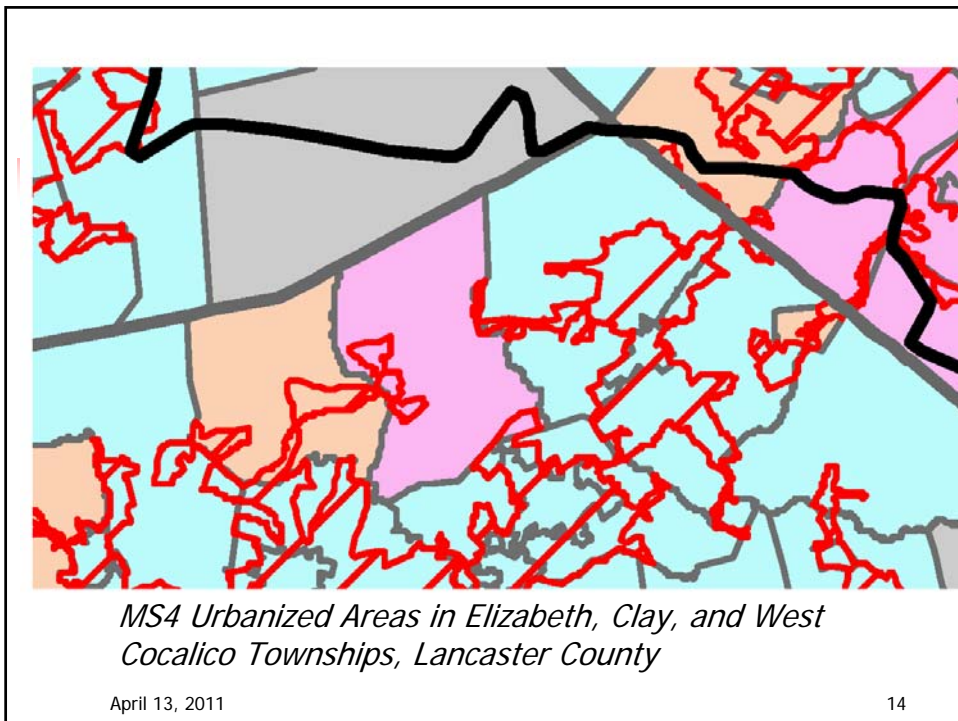 MS4 Urbanized Areas in Elizabeth, Clay, and West
Cocalico Townships, Lancaster County
April 13, 2011
14